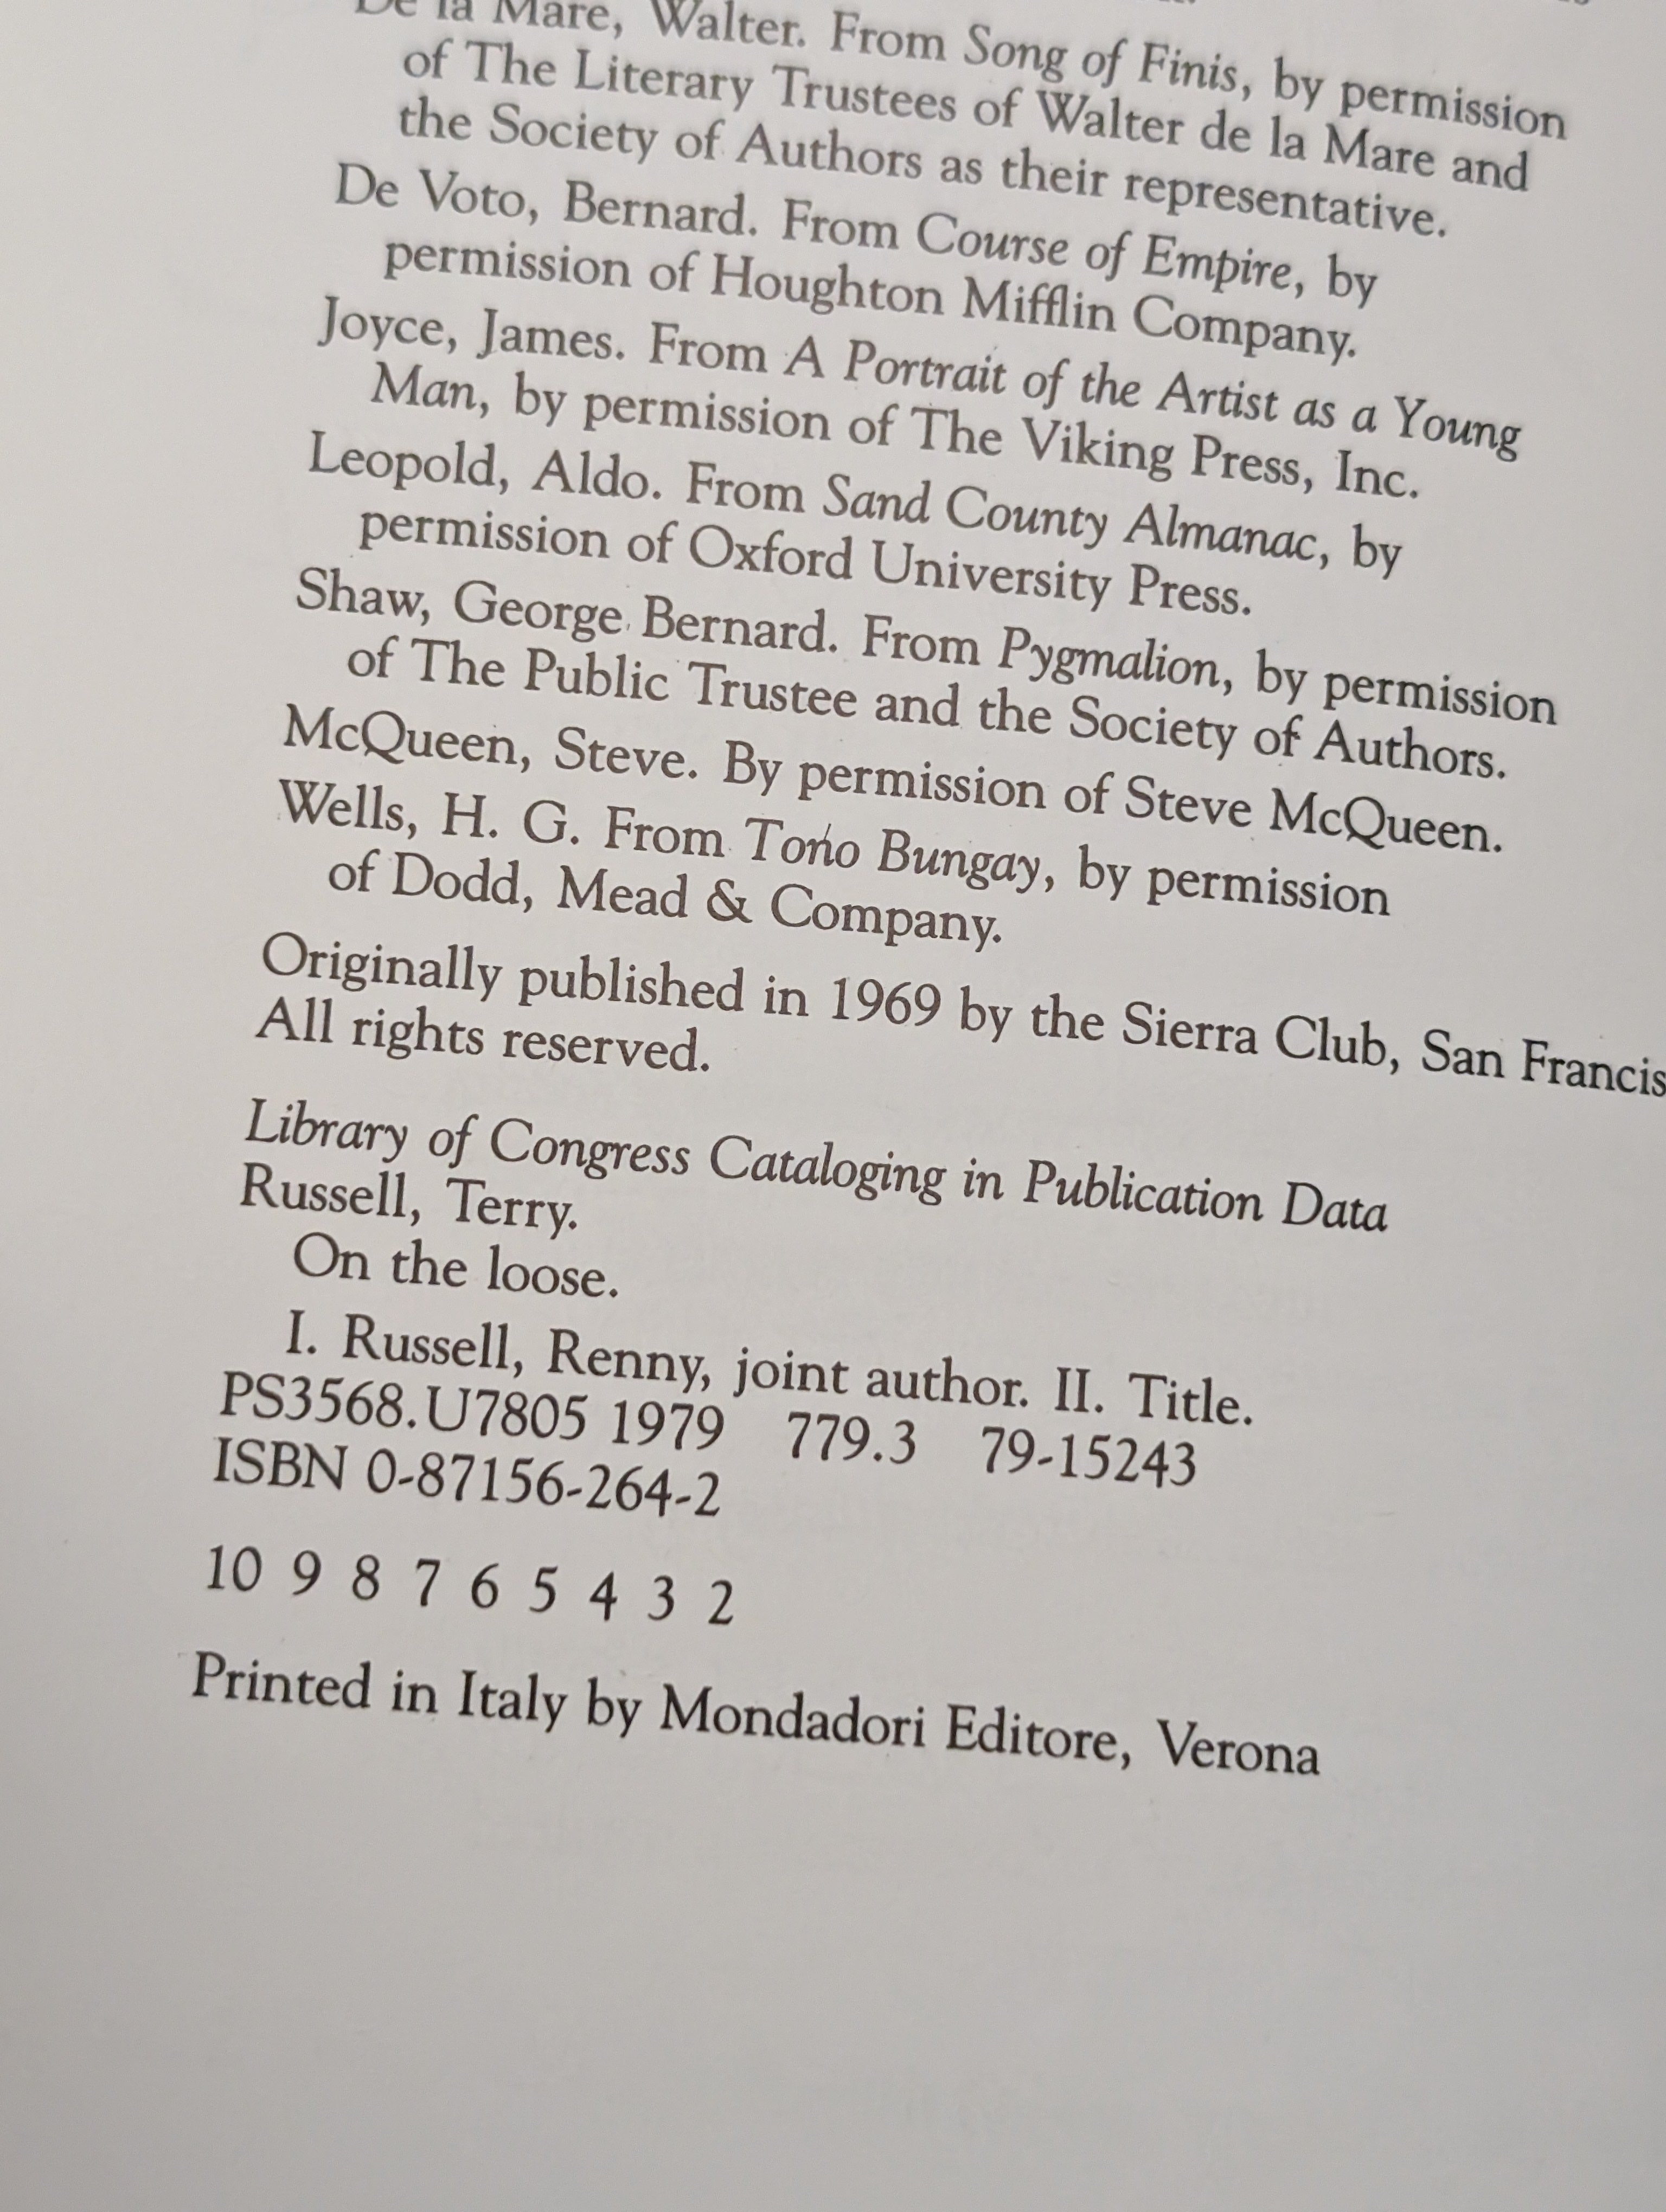 De la Mare, Walter. From Song of Finis, by permission
of The Literary Trustees of Walter de la Mare and
the Society of Authors as their representative.
De Voto, Bernard. From Course of Empire, by
permission of Houghton Mifflin Company.
Joyce, James. From A Portrait of the Artist as a Young
Man, by permission of The Viking Press, Inc.
Leopold, Aldo. From Sand County Almanac, by
permission of Oxford University Press.
Shaw, George Bernard. From Pygmalion, by permission
of The Public Trustee and the Society of Authors.
McQueen, Steve. By permission of Steve McQueen.
Wells, H. G. From Tono Bungay, by permission
of Dodd, Mead & Company.
Originally published in 1969 by the Sierra Club, San Francis
All rights reserved.
Library of Congress Cataloging in Publication Data
Russell, Terry.
On the loose.
I. Russell, Renny, joint author. II. Title.
PS3568.U7805 1979 779.3 79-15243
ISBN 0-87156-264-2
10 9 8 7 6 5 4 3 2
Printed in Italy by Mondadori Editore, Verona